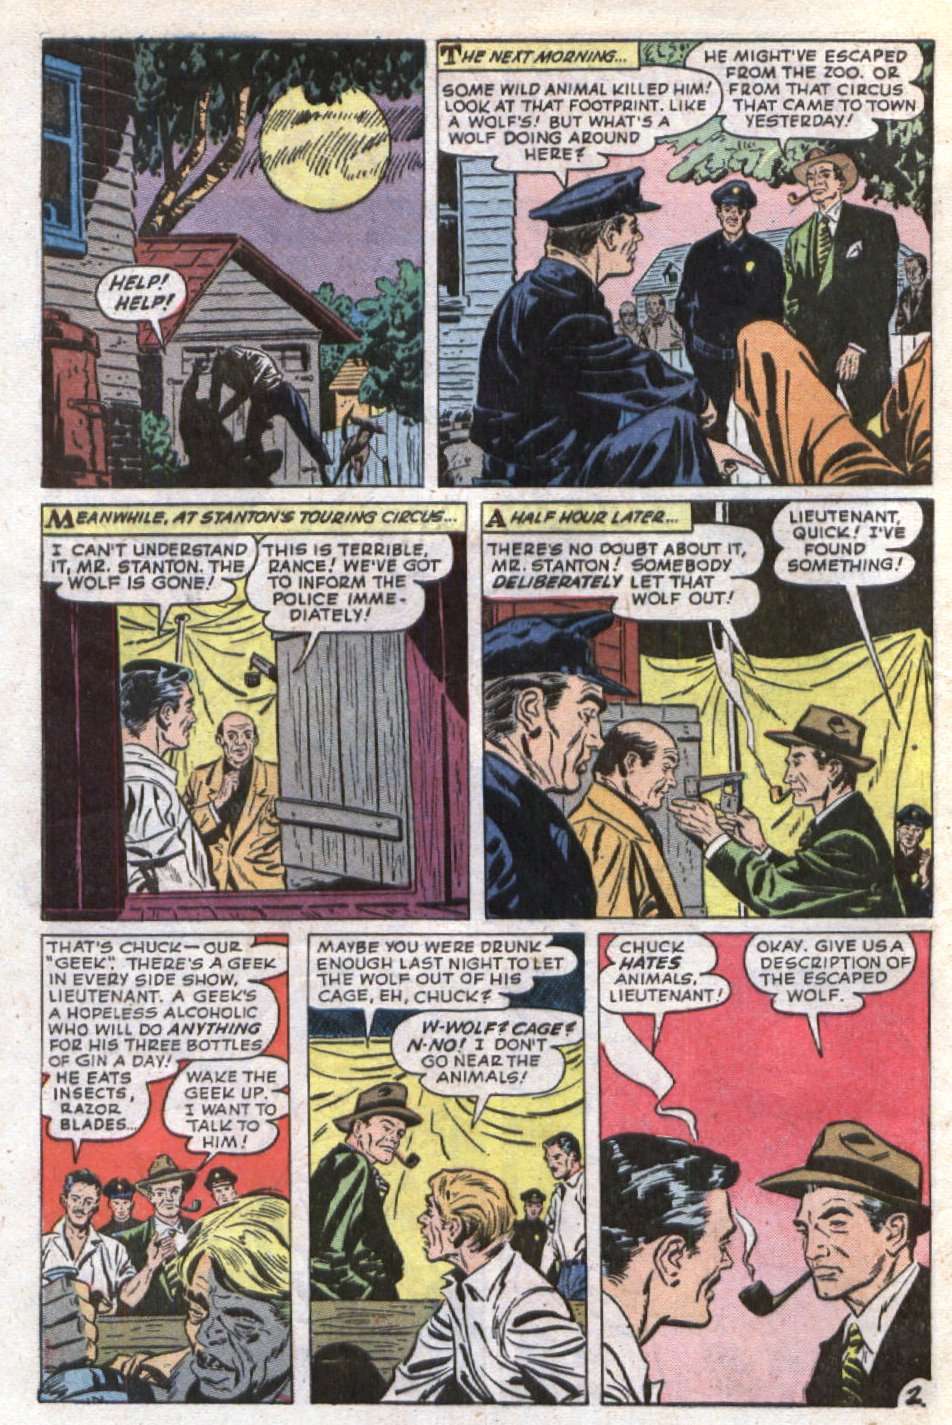 HELP!
HELP!
THE NEXT MORNING...
SOME WILD ANIMAL KILLED HIM!
LOOK AT THAT FOOTPRINT. LIKE
A WOLF'S! BUT WHAT'S A
WOLF DOING AROUND
HERE?
HE MIGHT'VE ESCAPED
FROM THE ZOO. OR
FROM THAT CIRCUS
THAT CAME TO TOWN
YESTERDAY!
MEANWHILE, AT STANTON'S TOURING CIRCUS...
I CAN'T UNDERSTAND
IT, MR. STANTON. THE
WOLF IS GONE!
THIS IS TERRIBLE,
RANCE! WE'VE GOT
TO INFORM THE
POLICE IMME-
DIATELY!
A HALF HOUR LATER...
THERE'S NO DOUBT ABOUT IT,
MR. STANTON! SOMEBODY
DELIBERATELY LET THAT
WOLF OUT!
LIEUTENANT,
QUICK! I'VE
FOUND
SOMETHING!
THAT'S CHUCK—OUR
"GEEK". THERE'S A GEEK
IN EVERY SIDE SHOW,
LIEUTENANT. A GEEK'S
A HOPELESS ALCOHOLIC
WHO WILL DO ANYTHING
FOR HIS THREE BOTTLES
OF GIN A DAY!
HE EATS
INSECTS,
RAZOR
BLADES...
WAKE THE
GEEK UP.
I WANT TO
TALK TO
HIM!
MAYBE YOU WERE DRUNK
ENOUGH LAST NIGHT TO LET
THE WOLF OUT OF HIS
CAGE, EH, CHUCK?
W-WOLF? CAGE?
N-NO! I DON'T
GO NEAR THE
ANIMALS!
CHUCK
HATES
ANIMALS,
LIEUTENANT!
OKAY. GIVE US A
DESCRIPTION OF
THE ESCAPED
WOLF.
2